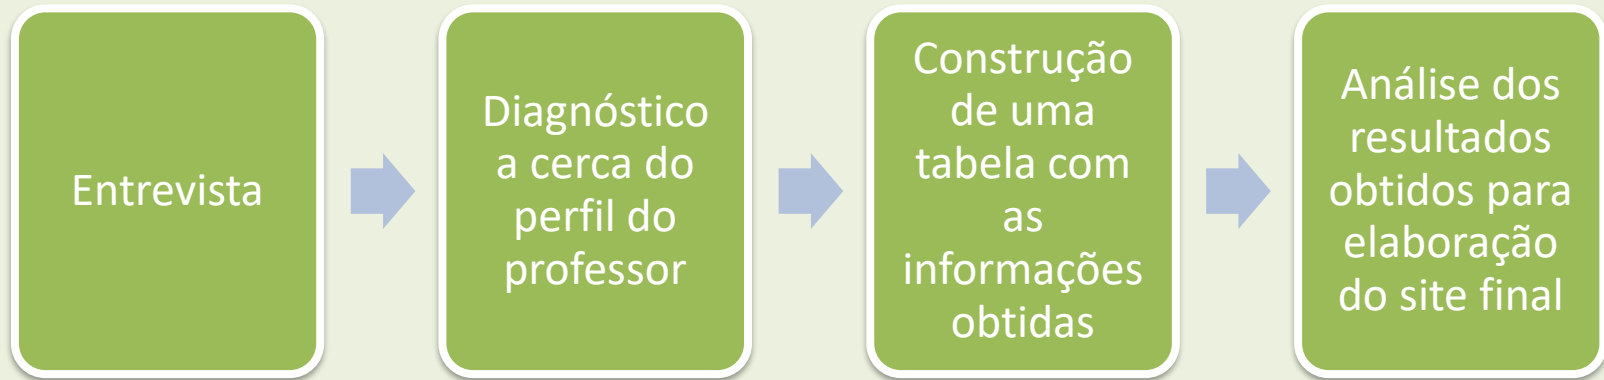 Entrevista
Diagnóstico
a cerca do
perfil do
professor
Construção
de uma
tabela com
as
informações
obtidas
Análise dos
resultados
obtidos para
elaboração
do site final